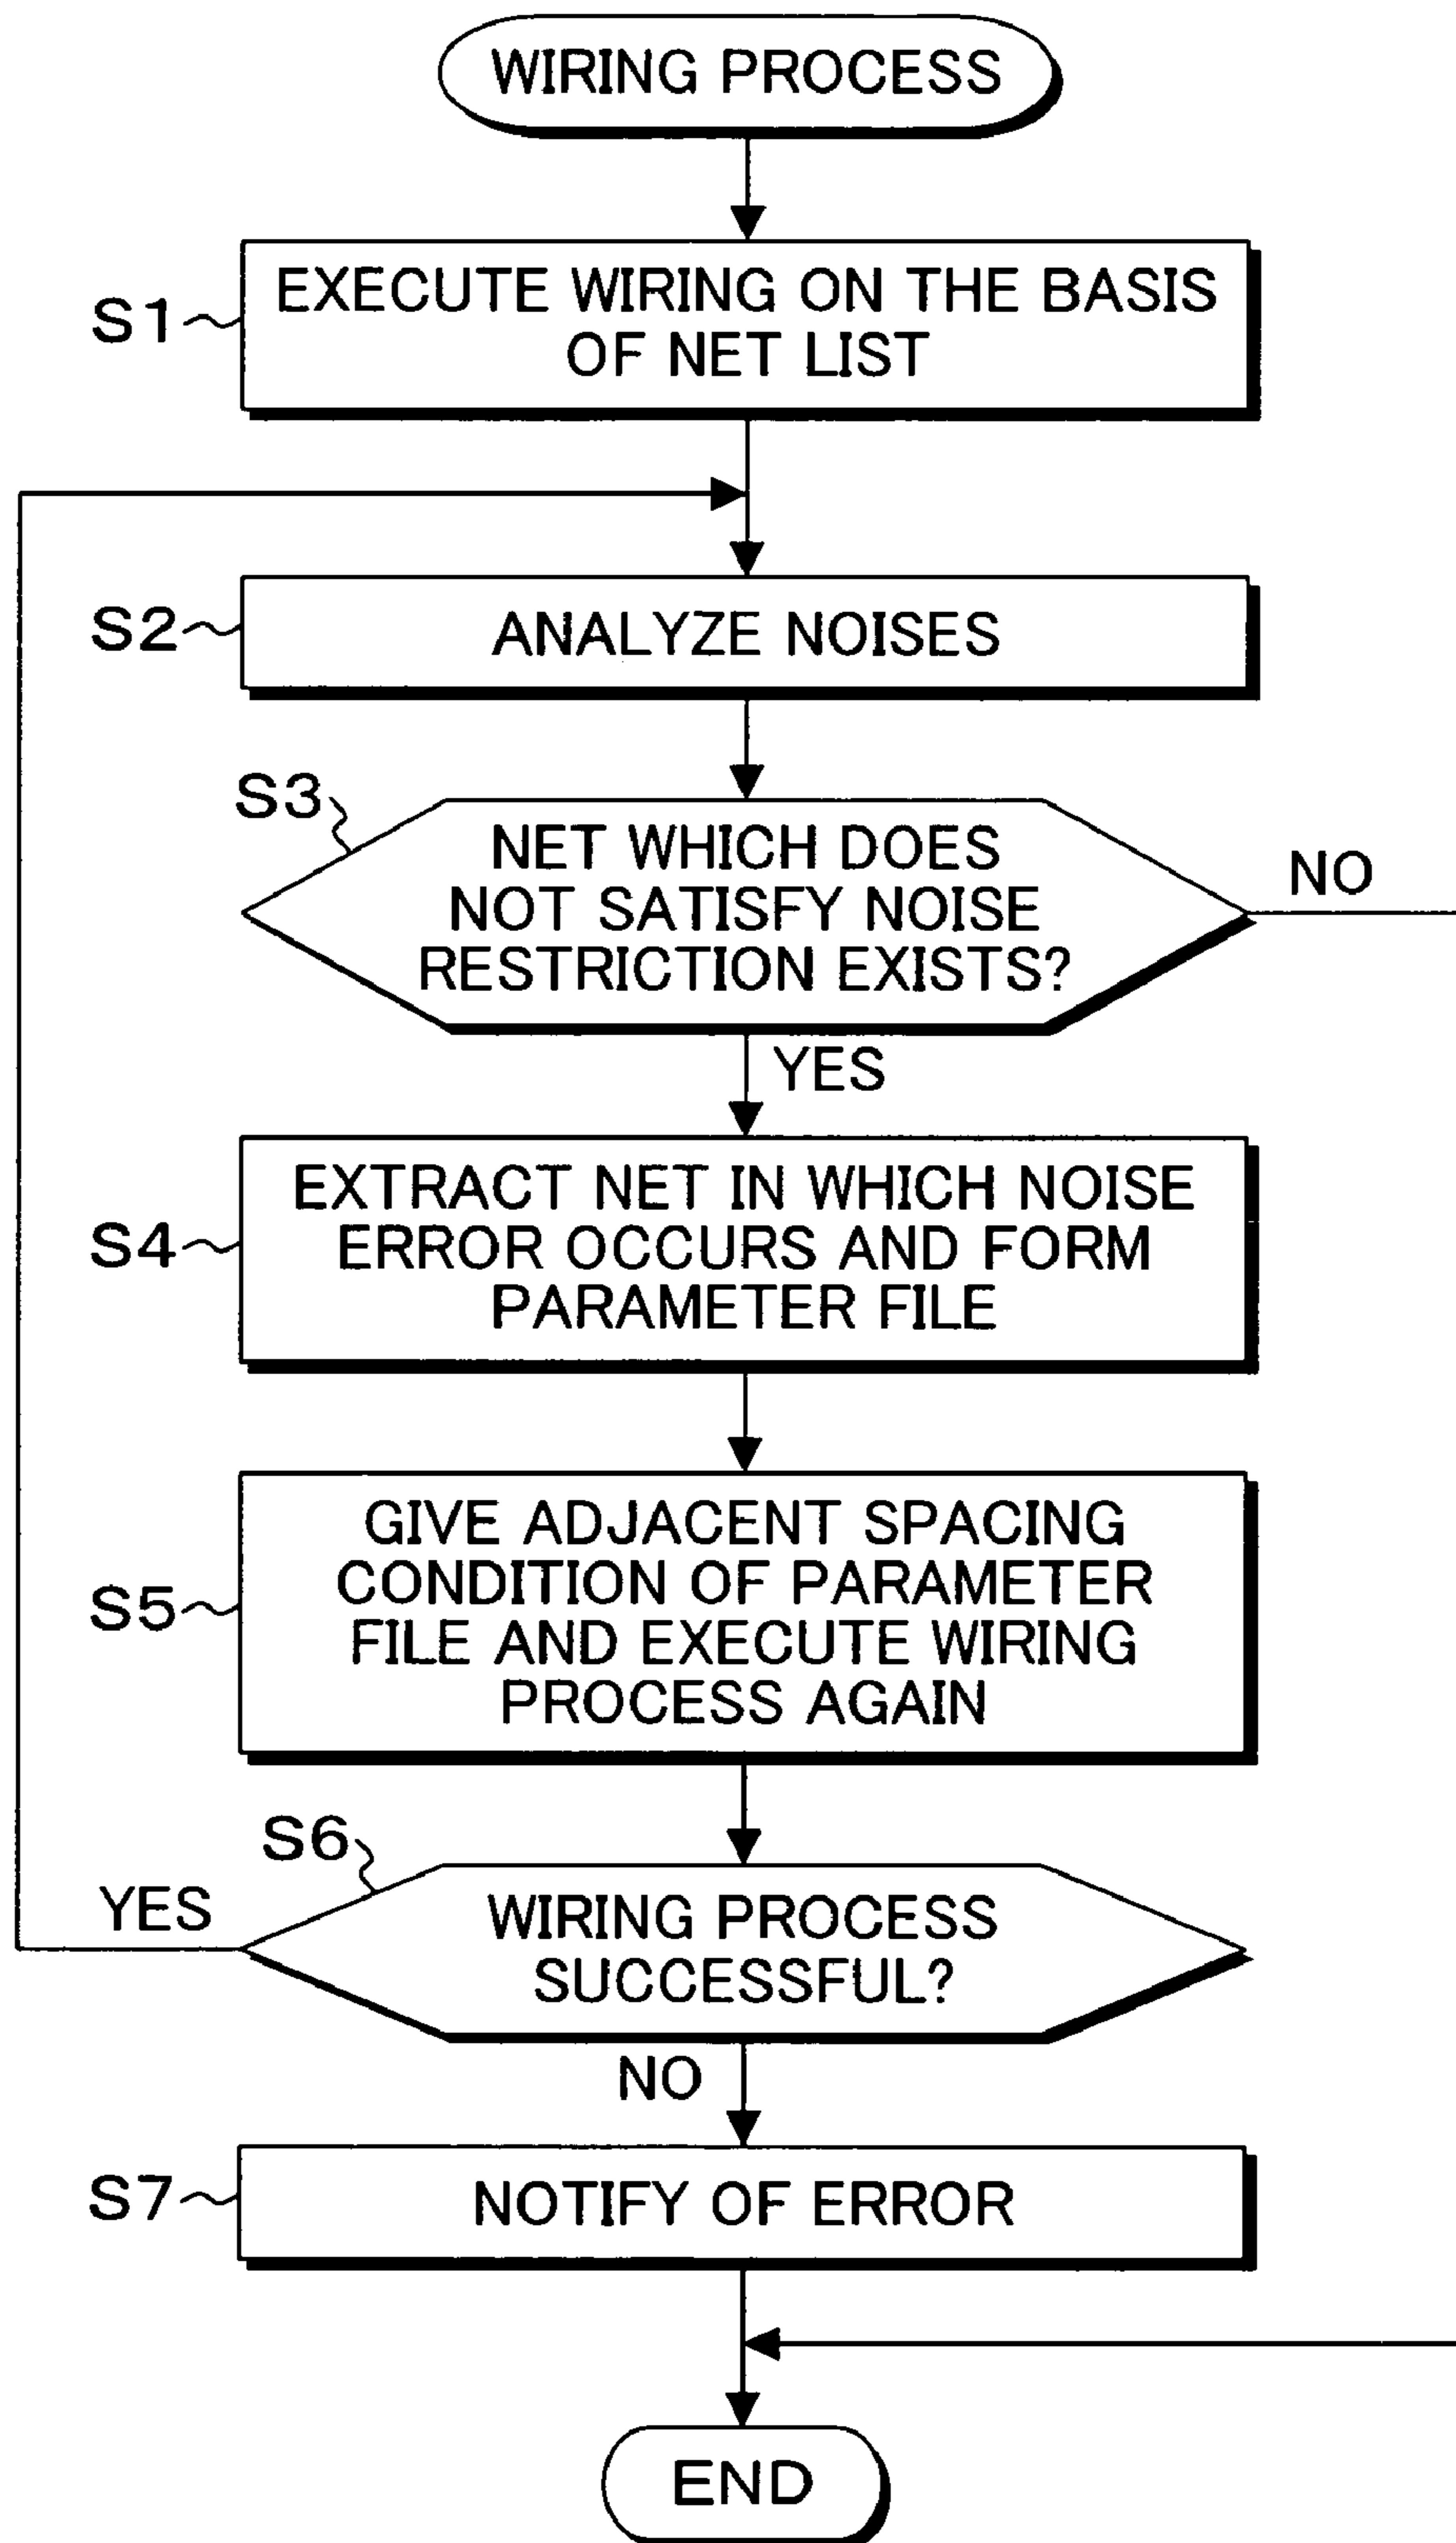 WIRING PROCESS
S1
EXECUTE WIRING ON THE BASIS
OF NET LIST
S2
ANALYZE NOISES
S3
NET WHICH DOES
NOT SATISFY NOISE
RESTRICTION EXISTS?
NO
YES
S4
EXTRACT NET IN WHICH NOISE
ERROR OCCURS AND FORM
PARAMETER FILE
S5
GIVE ADJACENT SPACING
CONDITION OF PARAMETER
FILE AND EXECUTE WIRING
PROCESS AGAIN
S6
YES
WIRING PROCESS
SUCCESSFUL?
NO
S7
NOTIFY OF ERROR
END